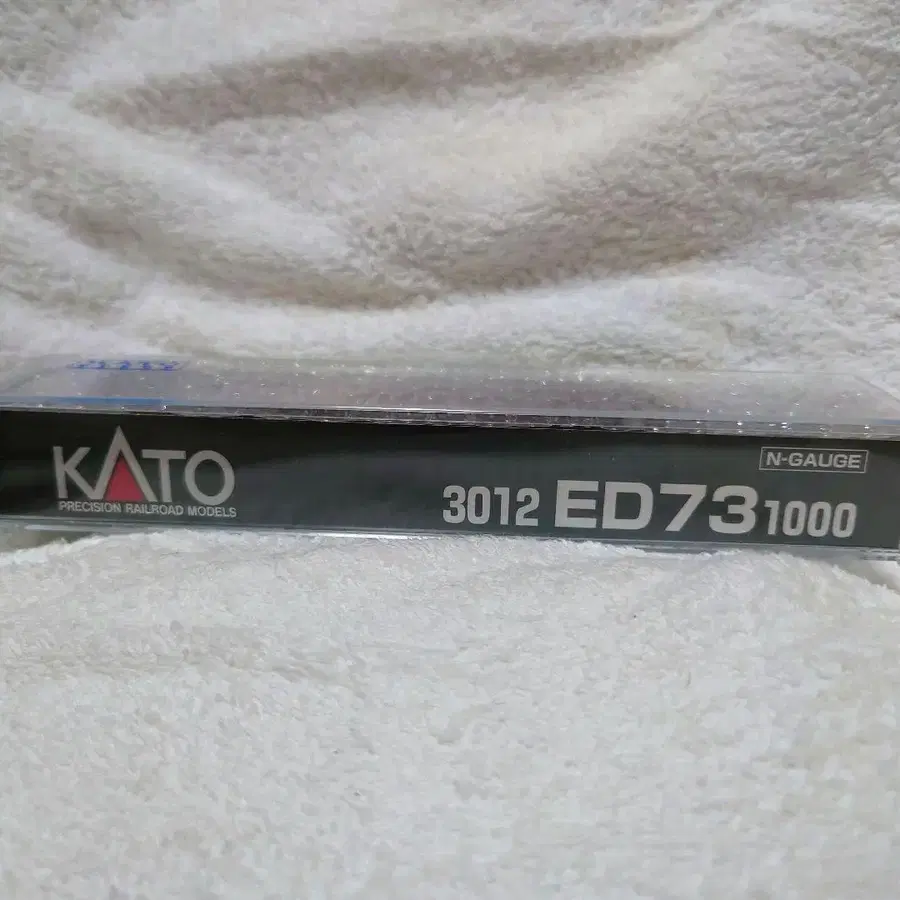 KATO
PRECISION RAILROAD MODELS
N-GAUGE
3012 ED73 1000